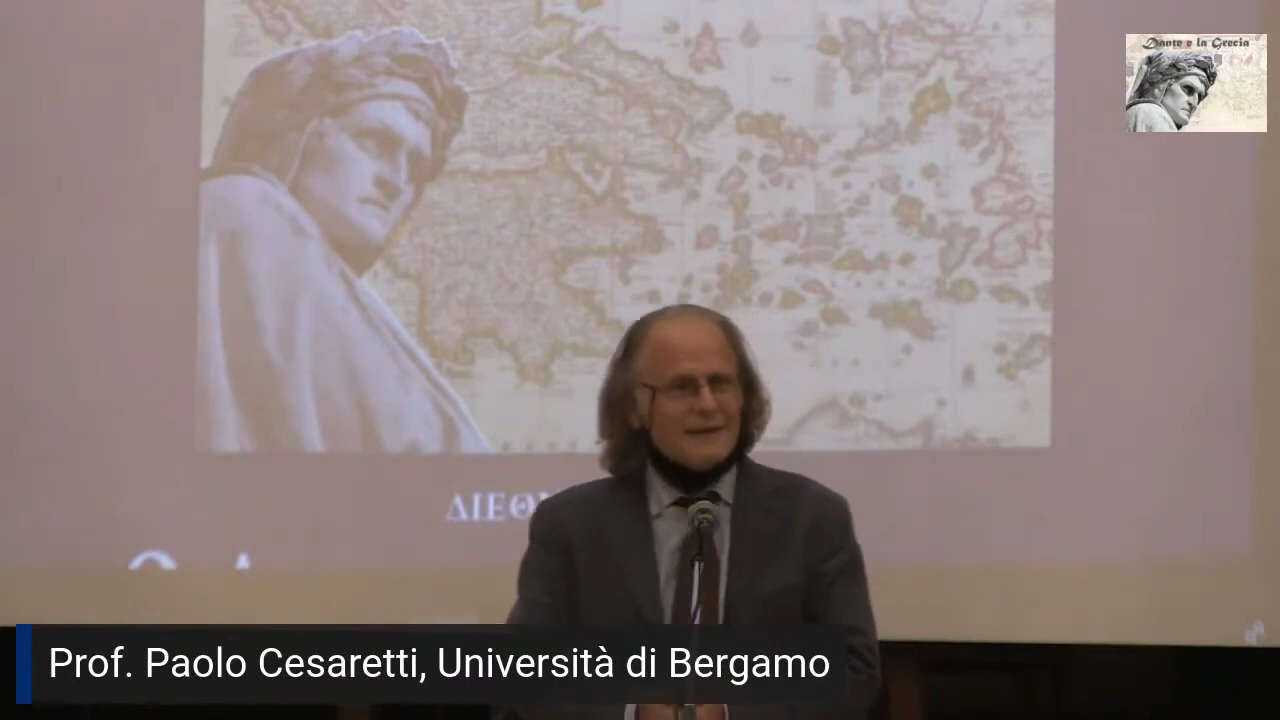 Dante e la Grecia
ΔΙΕΘ
Prof. Paolo Cesaretti, Università di Bergamo